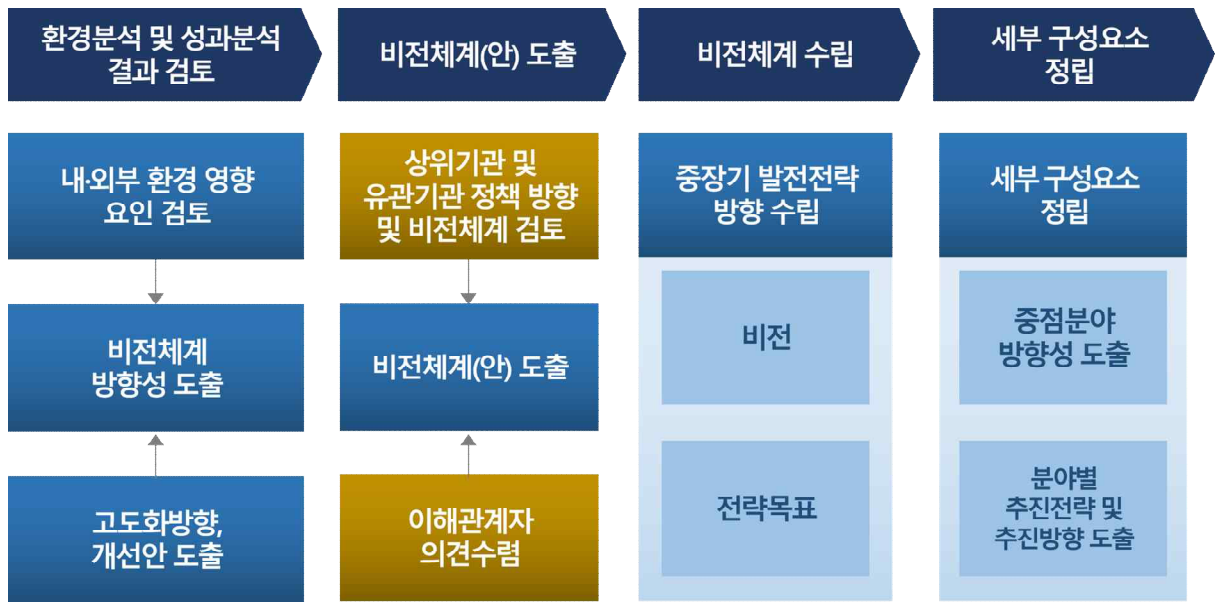 환경분석 및 성과분석
결과 검토
비전체계(안) 도출
비전체계 수립
세부 구성요소
정립
내·외부 환경 영향
요인 검토
비전체계
방향성 도출
고도화방향,
개선안 도출
상위기관 및
유관기관 정책 방향
및 비전체계 검토
비전체계(안) 도출
이해관계자
의견수렴
중장기 발전전략
방향 수립
비전
전략목표
세부 구성요소
정립
중점분야
방향성 도출
분야별
추진전략 및
추진방향 도출